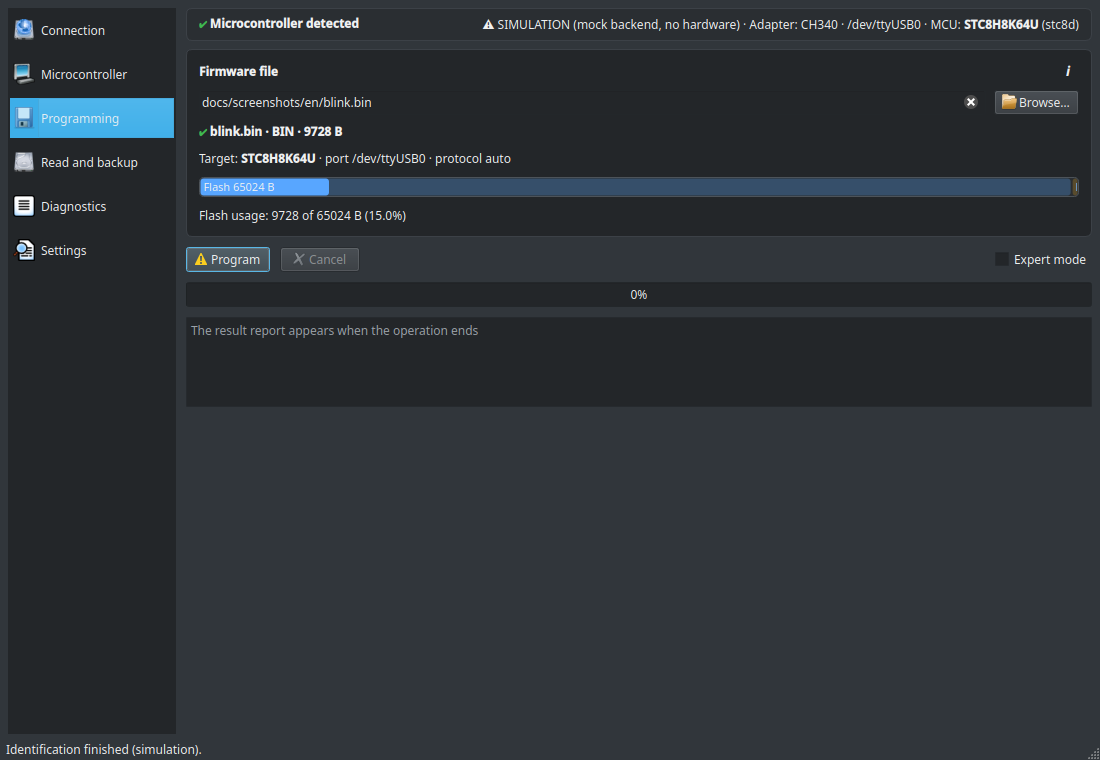 Connection
Microcontroller
Programming
Read and backup
Diagnostics
Settings
✔ Microcontroller detected
⚠ SIMULATION (mock backend, no hardware) · Adapter: CH340 · /dev/ttyUSB0 · MCU: STC8H8K64U (stc8d)
Firmware file
i
docs/screenshots/en/blink.bin
Browse...
✔ blink.bin · BIN · 9728 B
Target: STC8H8K64U · port /dev/ttyUSB0 · protocol auto
Flash 65024 B
Flash usage: 9728 of 65024 B (15.0%)
Program
Cancel
Expert mode
0%
The result report appears when the operation ends
Identification finished (simulation).